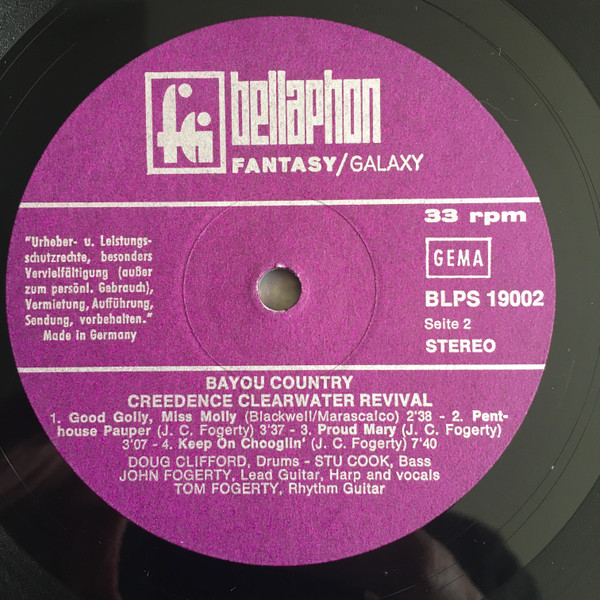 fg bellaphon
FANTASY/GALAXY
33 rpm
"Urheber- u. Leistungs-
schutzrechte, besonders
Vervielfältigung (außer
zum persönl. Gebrauch),
Vermietung, Aufführung,
Sendung, vorbehalten."
Made in Germany
GEMA
BLPS 19002
Seite 2
STEREO
BAYOU COUNTRY
CREEDENCE CLEARWATER REVIVAL
1. Good Golly, Miss Molly (Blackwell/Marascalco) 2'38 - 2. Pent-
house Pauper (J. C. Fogerty) 3'37 - 3. Proud Mary (J. C. Fogerty)
3'07 - 4. Keep On Chooglin' (J. C. Fogerty) 7'40
DOUG CLIFFORD, Drums - STU COOK, Bass
JOHN FOGERTY, Lead Guitar, Harp and vocals
TOM FOGERTY, Rhythm Guitar